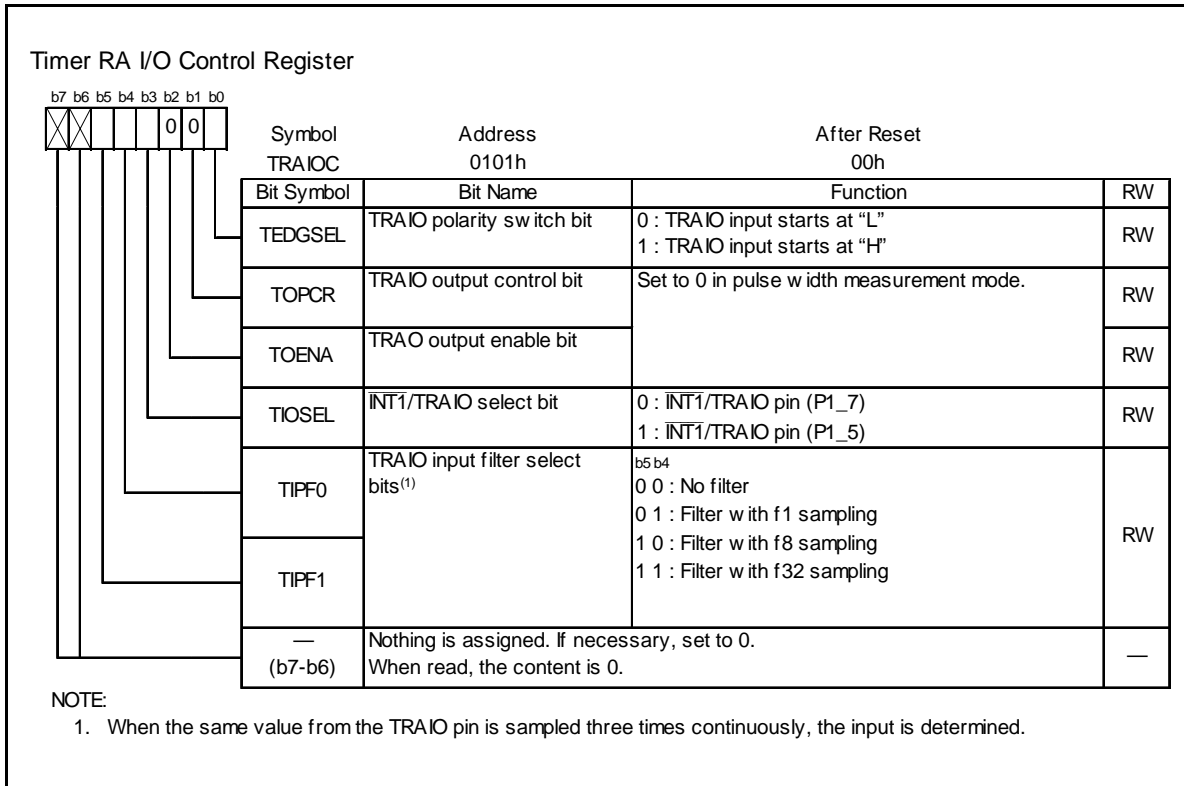 Timer RA I/O Control Register
b7 b6 b5 b4 b3 b2 b1 b0
0 0
Symbol Address After Reset
TRAIOC 0101h 00h
Bit Symbol Bit Name Function RW
TEDGSEL TRAIO polarity switch bit 0 : TRAIO input starts at “L” RW
1 : TRAIO input starts at “H”
TOPCR TRAIO output control bit Set to 0 in pulse width measurement mode. RW
TOENA TRAO output enable bit RW
TIOSEL INT1/TRAIO select bit 0 : INT1/TRAIO pin (P1_7) RW
1 : INT1/TRAIO pin (P1_5)
TIPF0 TRAIO input filter select bits(1) b5 b4 RW
0 0 : No filter
0 1 : Filter with f1 sampling
1 0 : Filter with f8 sampling
TIPF1 1 1 : Filter with f32 sampling
— Nothing is assigned. If necessary, set to 0. —
(b7-b6) When read, the content is 0.
NOTE:
1. When the same value from the TRAIO pin is sampled three times continuously, the input is determined.